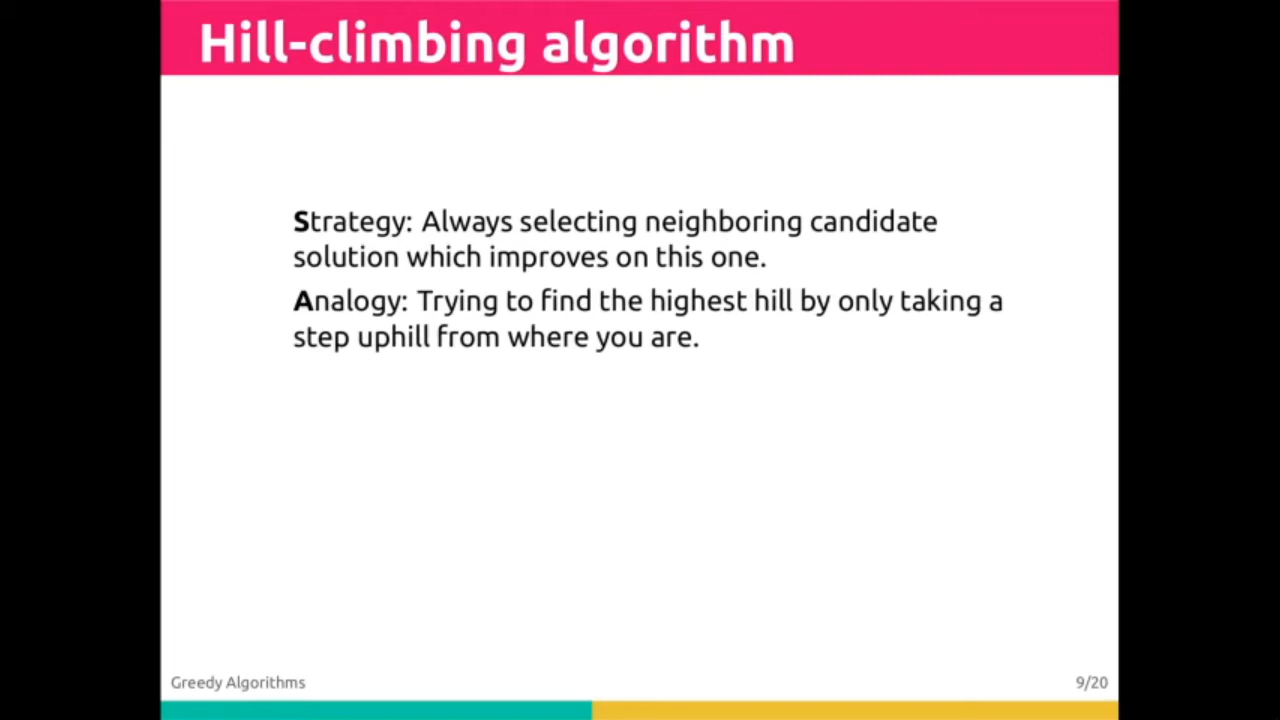 Hill-climbing algorithm
Strategy: Always selecting neighboring candidate
solution which improves on this one.
Analogy: Trying to find the highest hill by only taking a
step uphill from where you are.
Greedy Algorithms
9/20